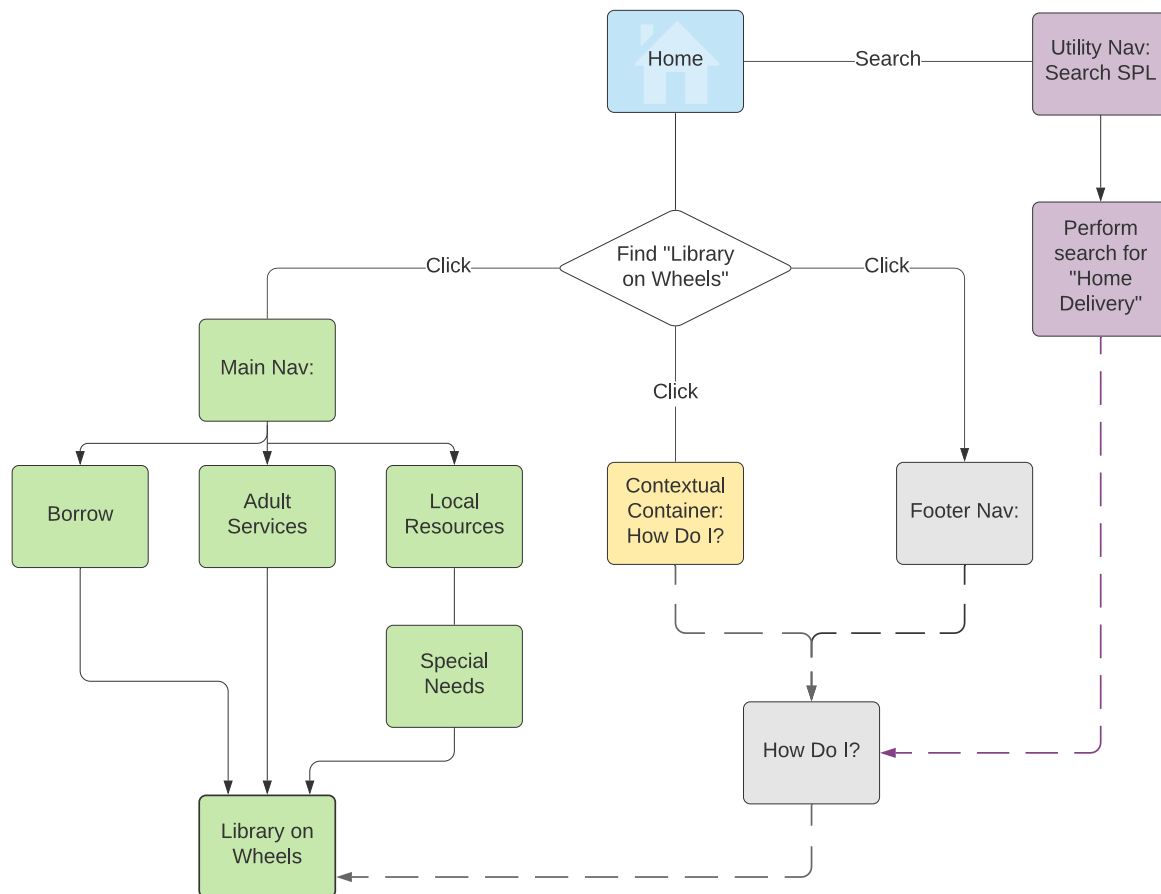 Home
Search
Utility Nav:
Search SPL
Perform
search for
"Home
Delivery"
Find "Library
on Wheels"
Click
Click
Click
Main Nav:
Borrow
Adult
Services
Local
Resources
Contextual
Container:
How Do I?
Footer Nav:
Special
Needs
How Do I?
Library on
Wheels